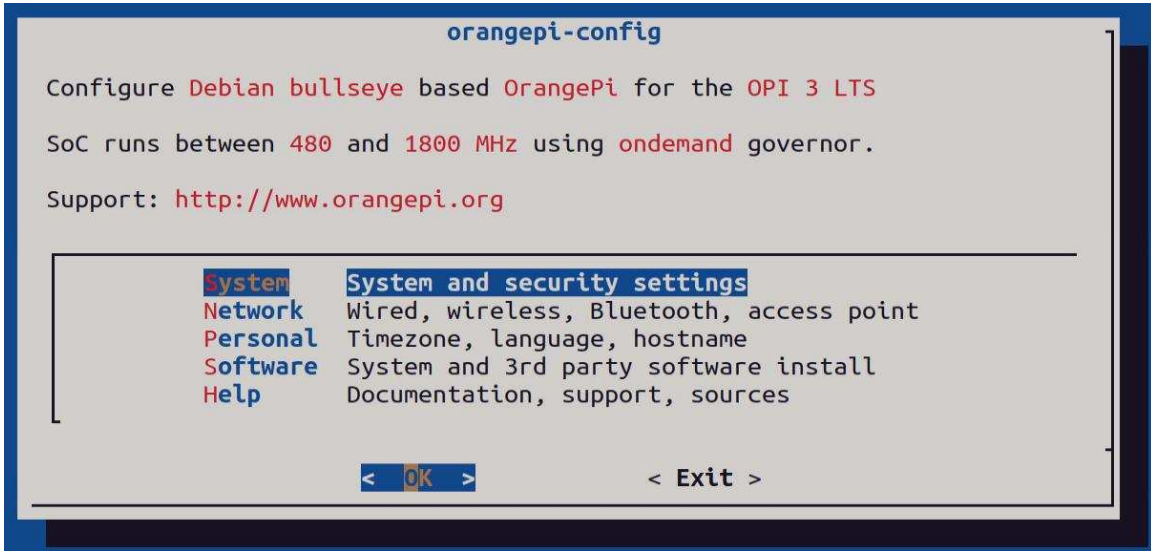 orangepi-config
Configure Debian bullseye based OrangePi for the OPI 3 LTS
SoC runs between 480 and 1800 MHz using ondemand governor.
Support: http://www.orangepi.org
System System and security settings
Network Wired, wireless, Bluetooth, access point
Personal Timezone, language, hostname
Software System and 3rd party software install
Help Documentation, support, sources
< OK > < Exit >